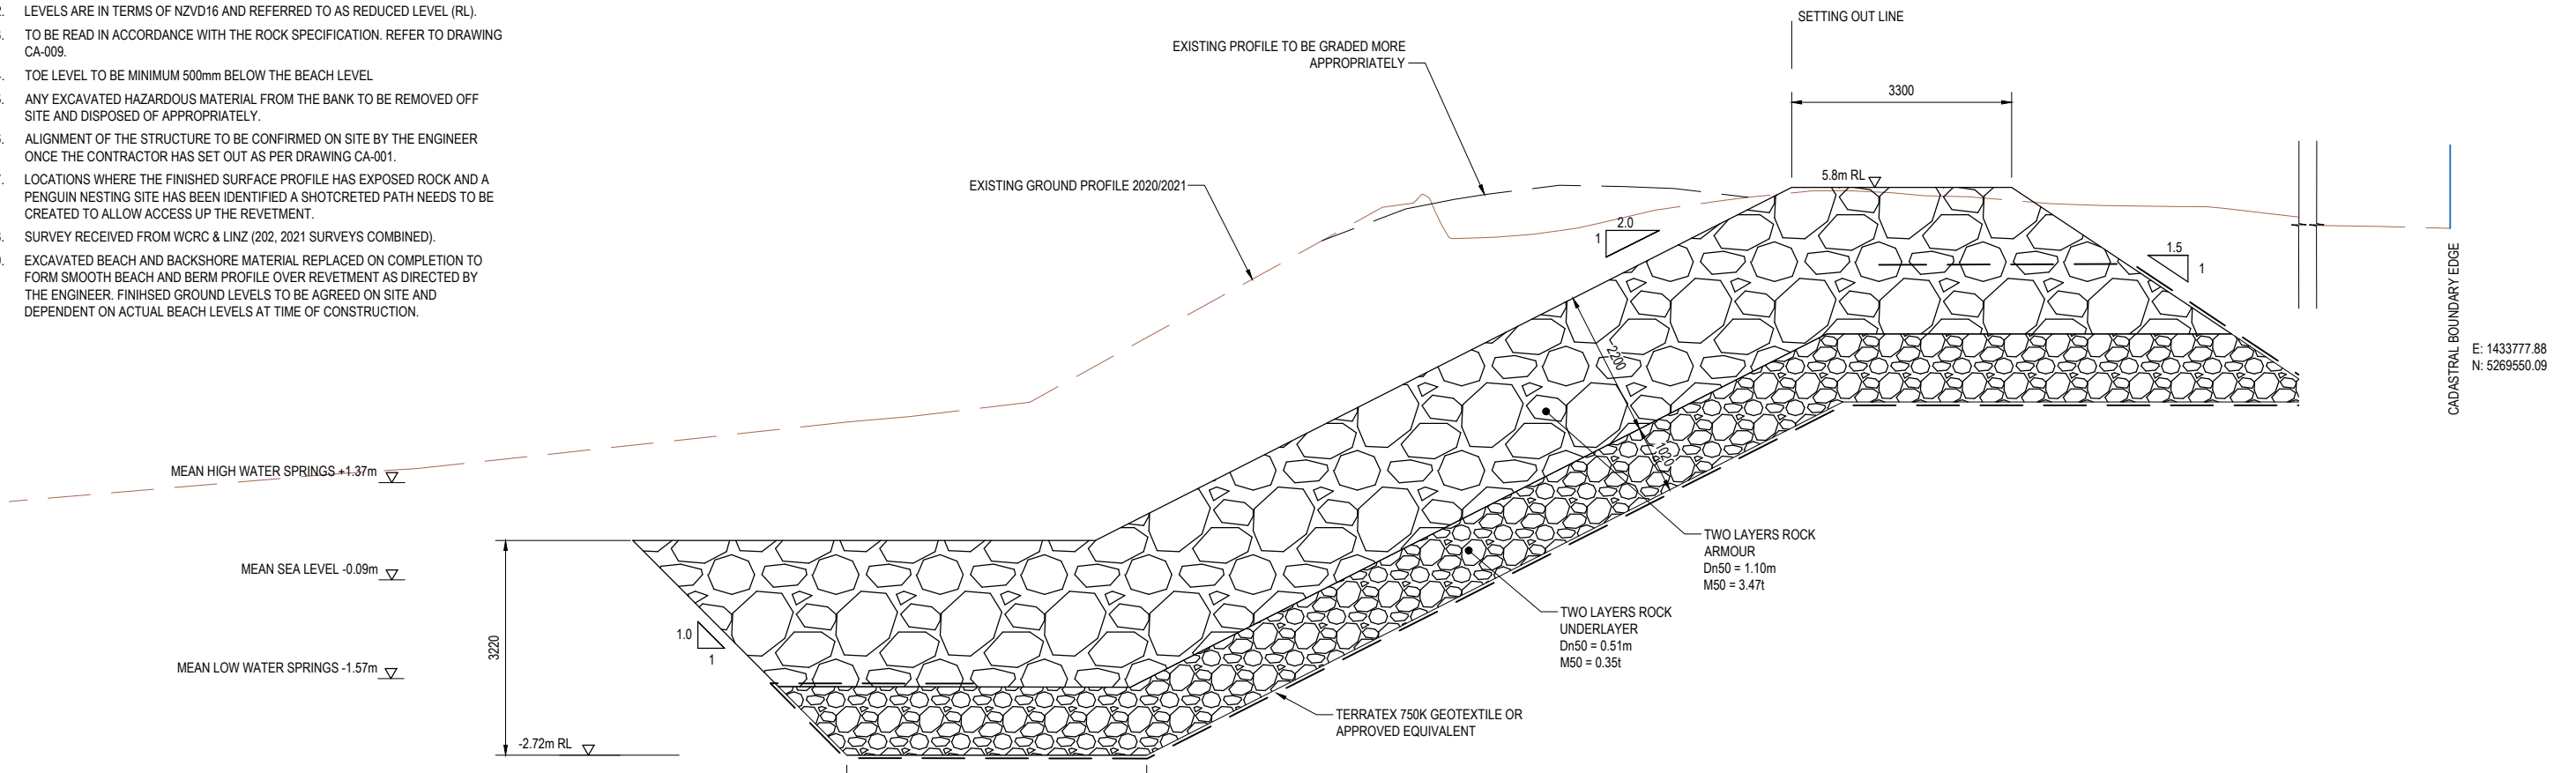 LEVELS ARE IN TERMS OF NZVD16 AND REFERRED TO AS REDUCED LEVEL (RL).
TO BE READ IN ACCORDANCE WITH THE ROCK SPECIFICATION. REFER TO DRAWING
CA-009.
TOE LEVEL TO BE MINIMUM 500mm BELOW THE BEACH LEVEL
ANY EXCAVATED HAZARDOUS MATERIAL FROM THE BANK TO BE REMOVED OFF
SITE AND DISPOSED OF APPROPRIATELY.
ALIGNMENT OF THE STRUCTURE TO BE CONFIRMED ON SITE BY THE ENGINEER
ONCE THE CONTRACTOR HAS SET OUT AS PER DRAWING CA-001.
LOCATIONS WHERE THE FINISHED SURFACE PROFILE HAS EXPOSED ROCK AND A
PENGUIN NESTING SITE HAS BEEN IDENTIFIED A SHOTCRETED PATH NEEDS TO BE
CREATED TO ALLOW ACCESS UP THE REVETMENT.
SURVEY RECEIVED FROM WCRC & LINZ (202, 2021 SURVEYS COMBINED).
EXCAVATED BEACH AND BACKSHORE MATERIAL REPLACED ON COMPLETION TO
FORM SMOOTH BEACH AND BERM PROFILE OVER REVETMENT AS DIRECTED BY
THE ENGINEER. FINIHSED GROUND LEVELS TO BE AGREED ON SITE AND
DEPENDENT ON ACTUAL BEACH LEVELS AT TIME OF CONSTRUCTION.
SETTING OUT LINE
EXISTING PROFILE TO BE GRADED MORE
APPROPRIATELY
3300
EXISTING GROUND PROFILE 2020/2021
5.8m RL
2.0
1
1.5
1
CADASTRAL BOUNDARY EDGE
E: 1433777.88
N: 5269550.09
2200
1020
MEAN HIGH WATER SPRINGS +1.37m
MEAN SEA LEVEL -0.09m
MEAN LOW WATER SPRINGS -1.57m
3220
1.0
1
-2.72m RL
TWO LAYERS ROCK
ARMOUR
Dn50 = 1.10m
M50 = 3.47t
TWO LAYERS ROCK
UNDERLAYER
Dn50 = 0.51m
M50 = 0.35t
TERRATEX 750K GEOTEXTILE OR
APPROVED EQUIVALENT